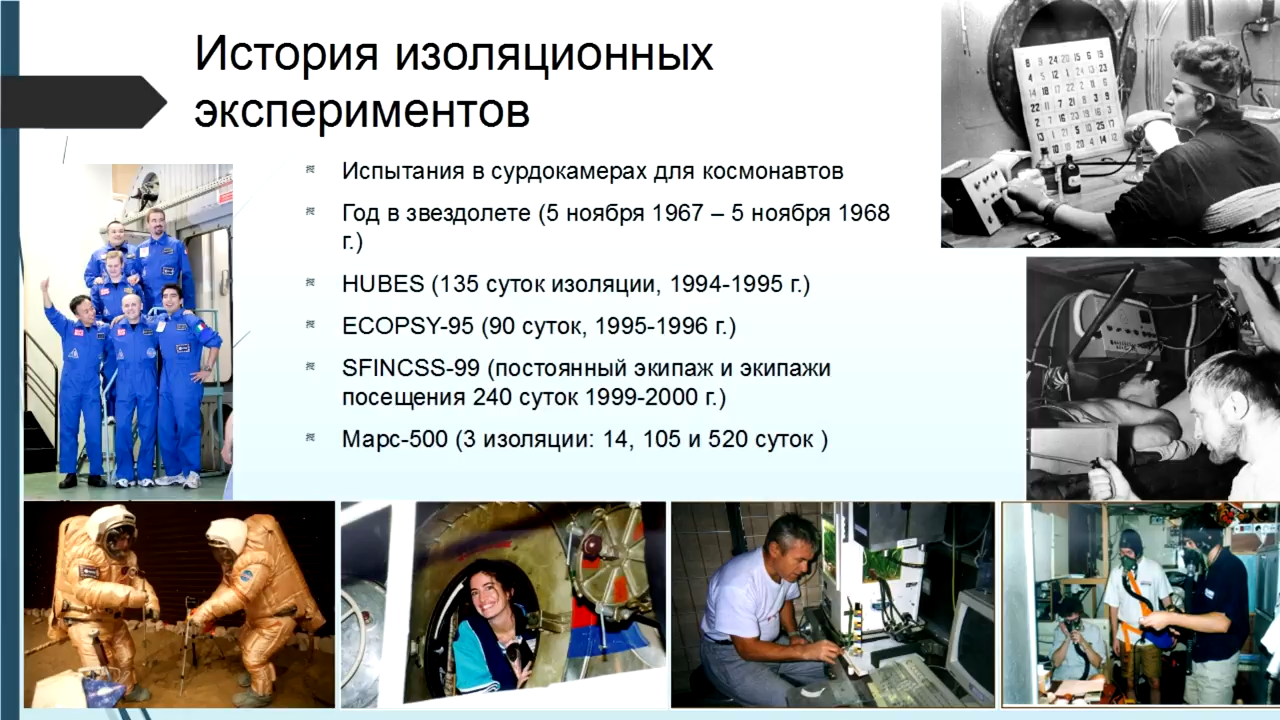 История изоляционных
экспериментов
Испытания в сурдокамерах для космонавтов
Год в звездолете (5 ноября 1967 – 5 ноября 1968
г.)
HUBES (135 суток изоляции, 1994-1995 г.)
ECOPSY-95 (90 суток, 1995-1996 г.)
SFINCSS-99 (постоянный экипаж и экипажи
посещения 240 суток 1999-2000 г.)
Марс-500 (3 изоляции: 14, 105 и 520 суток )